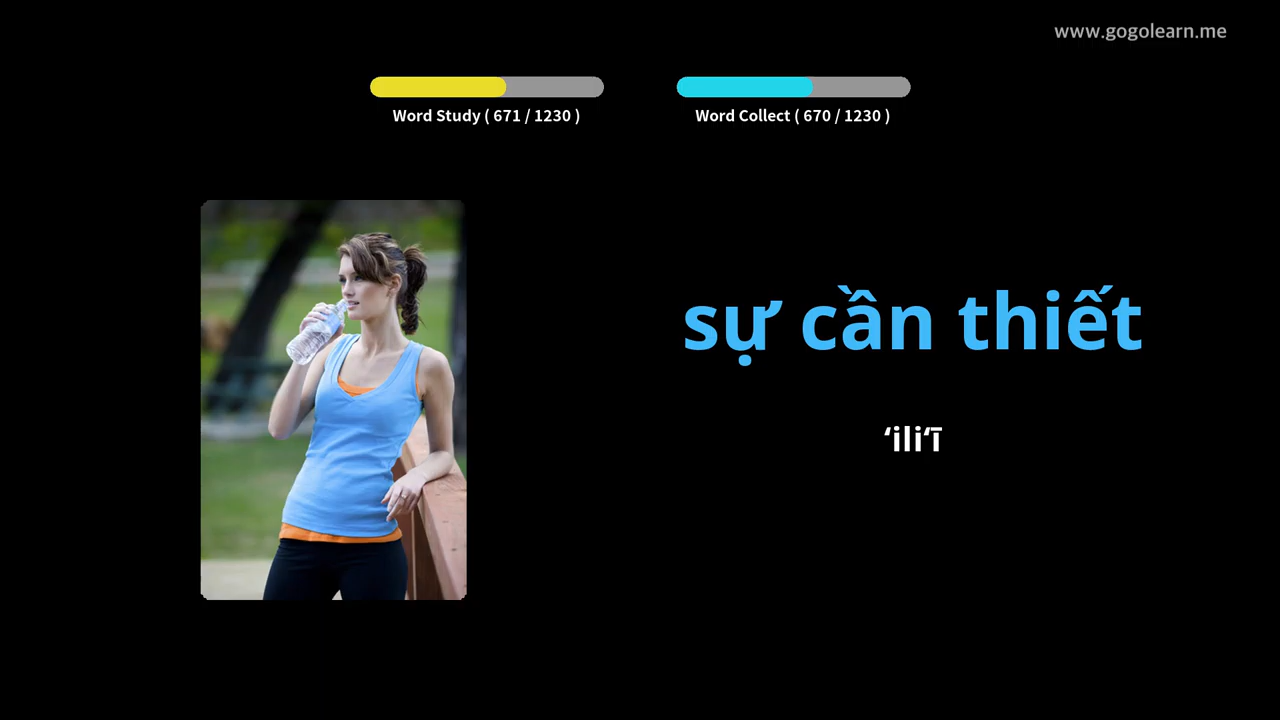 www.gogolearn.me
Word Study ( 671 / 1230 )
Word Collect ( 670 / 1230 )
sự cần thiết
ʻiliʻī